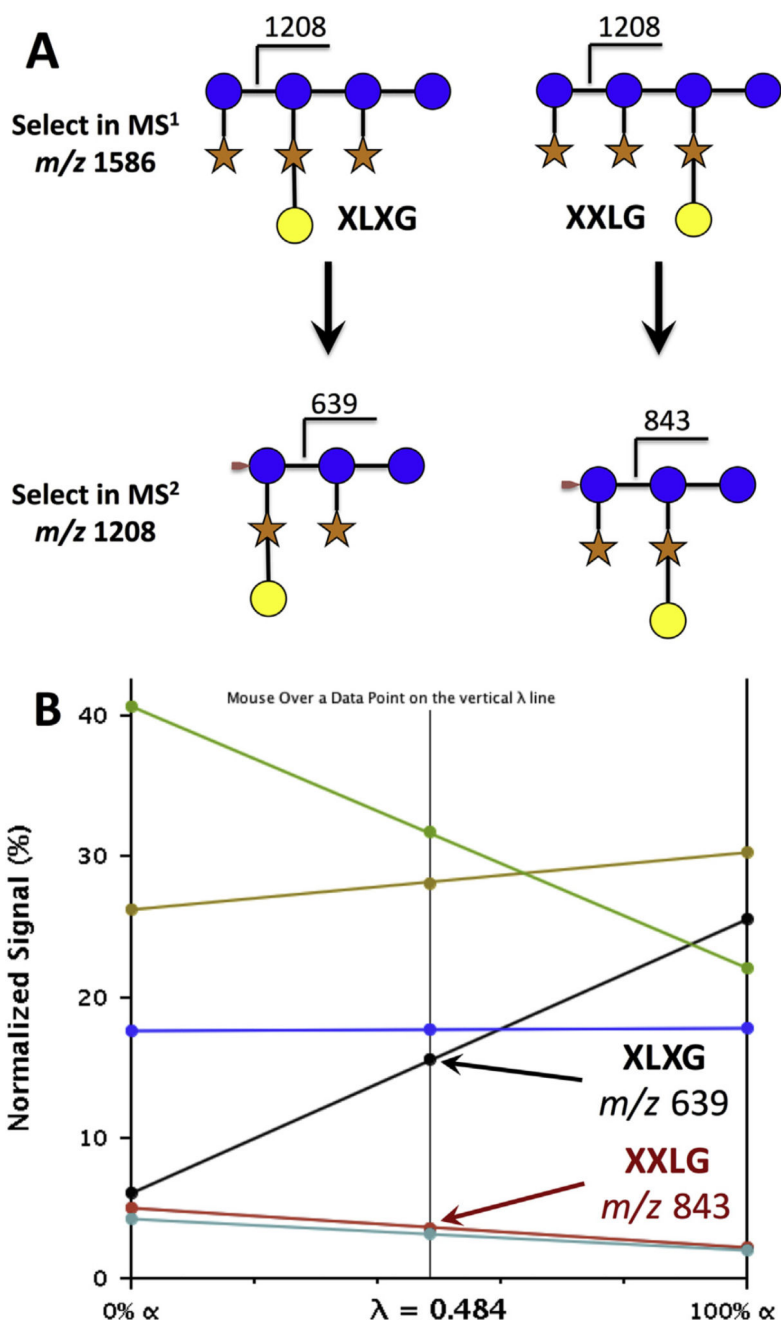 A
1208
1208
Select in MS¹
m/z 1586
XLXG
XXLG
639
843
Select in MS²
m/z 1208
B
Mouse Over a Data Point on the vertical λ line
Normalized Signal (%)
40
30
20
10
0
XLXG
m/z 639
XXLG
m/z 843
0% α
λ = 0.484
100% α